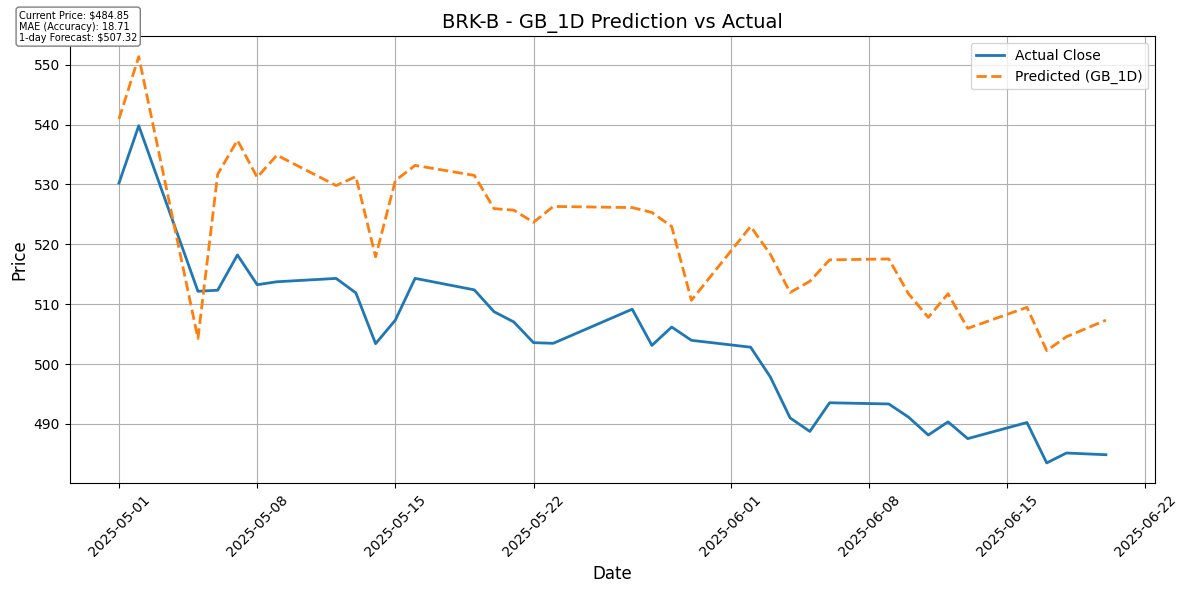 Current Price: $484.85
MAE (Accuracy): 18.71
1-day Forecast: $507.32
BRK-B - GB_1D Prediction vs Actual
Actual Close
Predicted (GB_1D)
Price
550
540
530
520
510
500
490
2025-05-01
2025-05-08
2025-05-15
2025-05-22
2025-06-01
2025-06-08
2025-06-15
2025-06-22
Date